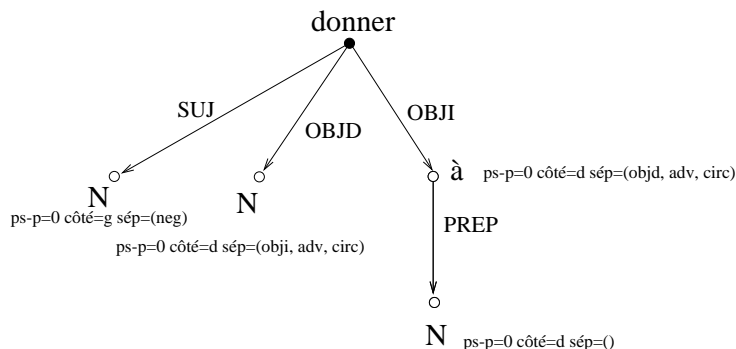 donner
SUJ
OBJD
OBJI
N
ps-p=0 côté=g sép=(neg)
N
ps-p=0 côté=d sép=(obji, adv, circ)
à ps-p=0 côté=d sép=(objd, adv, circ)
PREP
N ps-p=0 côté=d sép=()